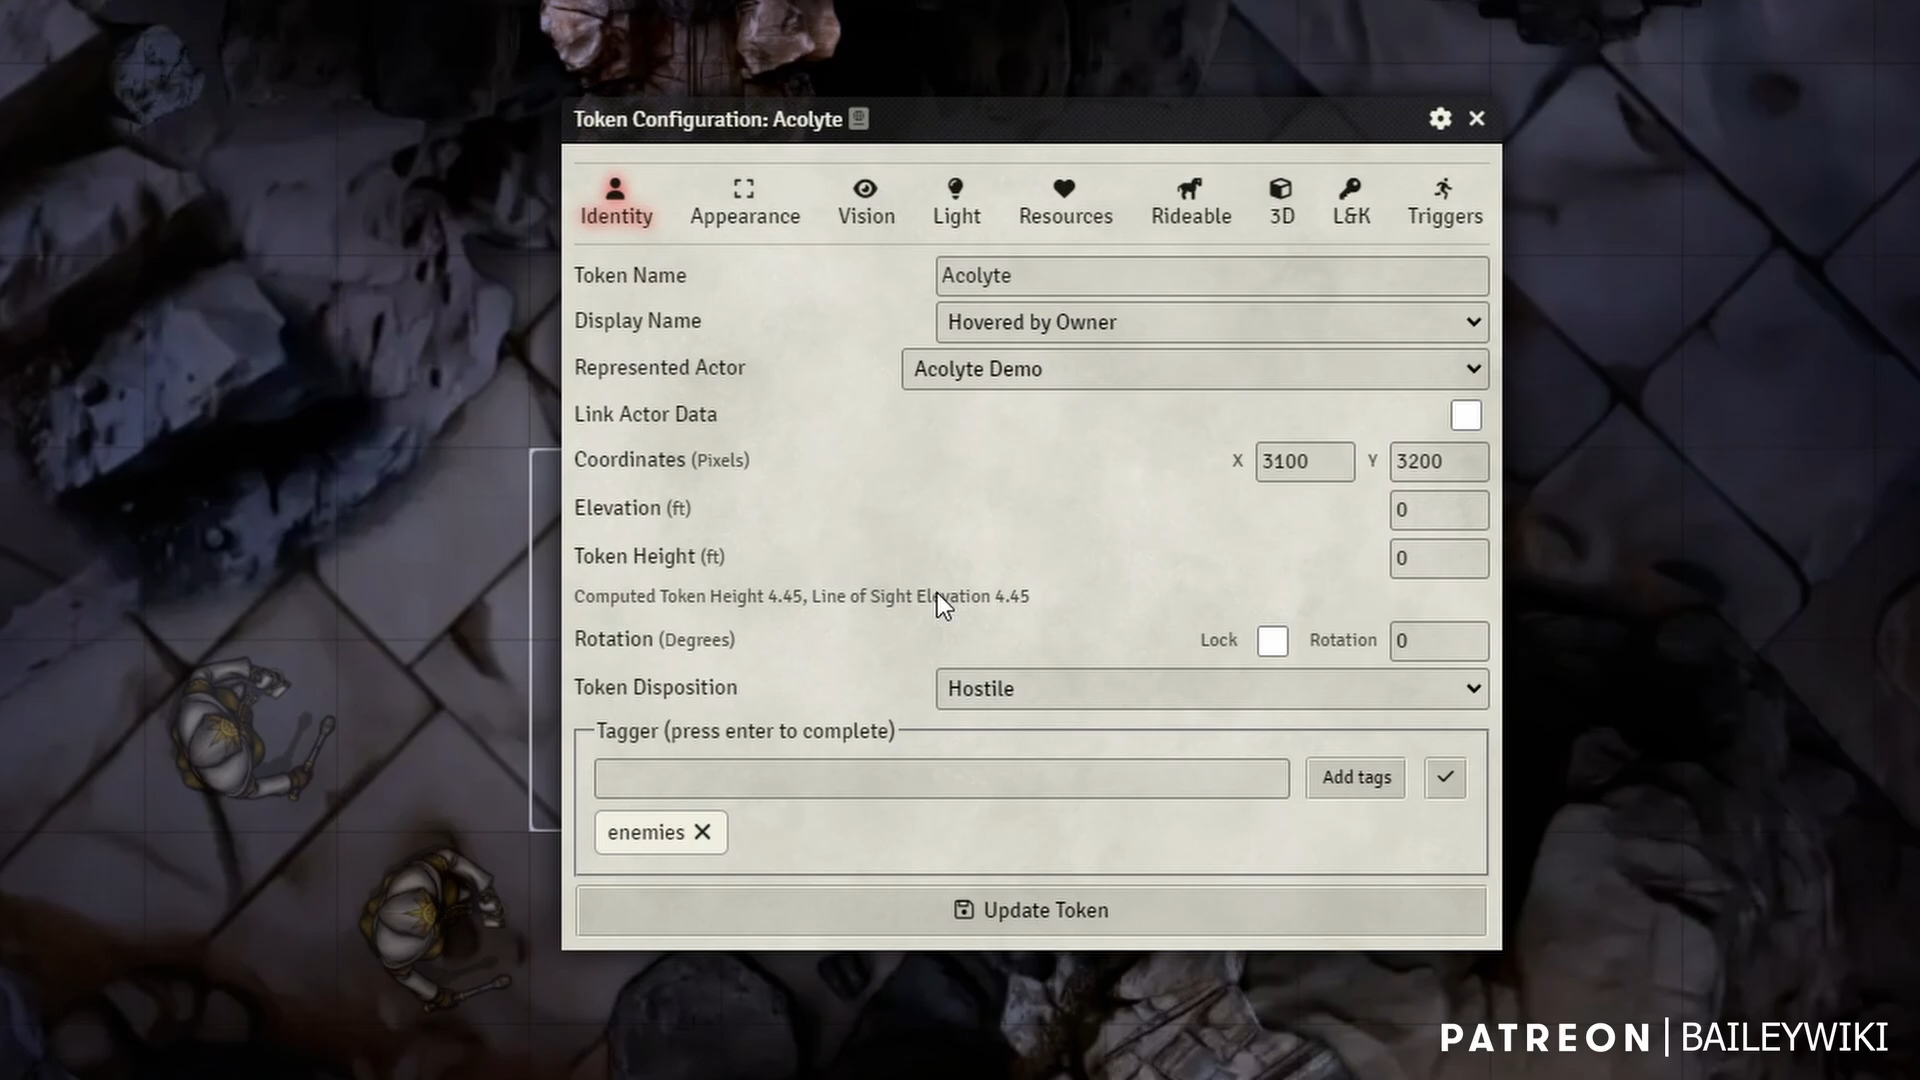 Token Configuration: Acolyte
Identity Appearance Vision Light Resources Rideable 3D L&K Triggers
Token Name Acolyte
Display Name Hovered by Owner
Represented Actor Acolyte Demo
Link Actor Data
Coordinates (Pixels) X 3100 Y 3200
Elevation (ft) 0
Token Height (ft) 0
Computed Token Height 4.45, Line of Sight Elevation 4.45
Rotation (Degrees) Lock Rotation 0
Token Disposition Hostile
Tagger (press enter to complete)
Add tags
enemies
Update Token
PATREON | BAILEYWIKI